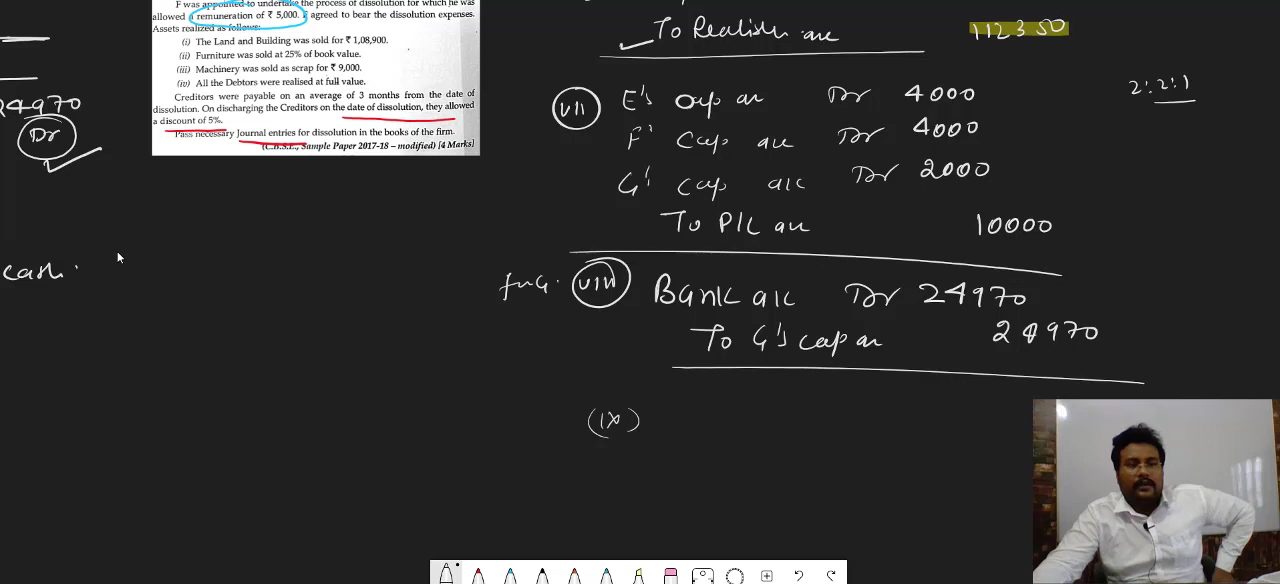 F was appointed to undertake the process of dissolution for which he was
allowed a remuneration of ₹ 5,000. F agreed to bear the dissolution expenses.
Assets realized as follows:
(i) The Land and Building was sold for ₹ 1,08,900.
(ii) Furniture was sold at 25% of book value.
(iii) Machinery was sold as scrap for ₹ 9,000.
(iv) All the Debtors were realised at full value.
Creditors were payable on an average of 3 months from the date of
dissolution. On discharging the Creditors on the date of dissolution, they allowed
a discount of 5%.
Pass necessary Journal entries for dissolution in the books of the firm.
(C.B.S.E., Sample Paper 2017-18 – modified) [4 Marks]
24970
Dr
cash.
To Realisn a/c 112350
2:2:1
VII E's cap a/c Dr 4000
F' cap a/c Dr 4000
G's cap a/c Dr 2000
To P/L a/c 10000
VIII Bank a/c Dr 24970
To G's cap a/c 24970
(IX)